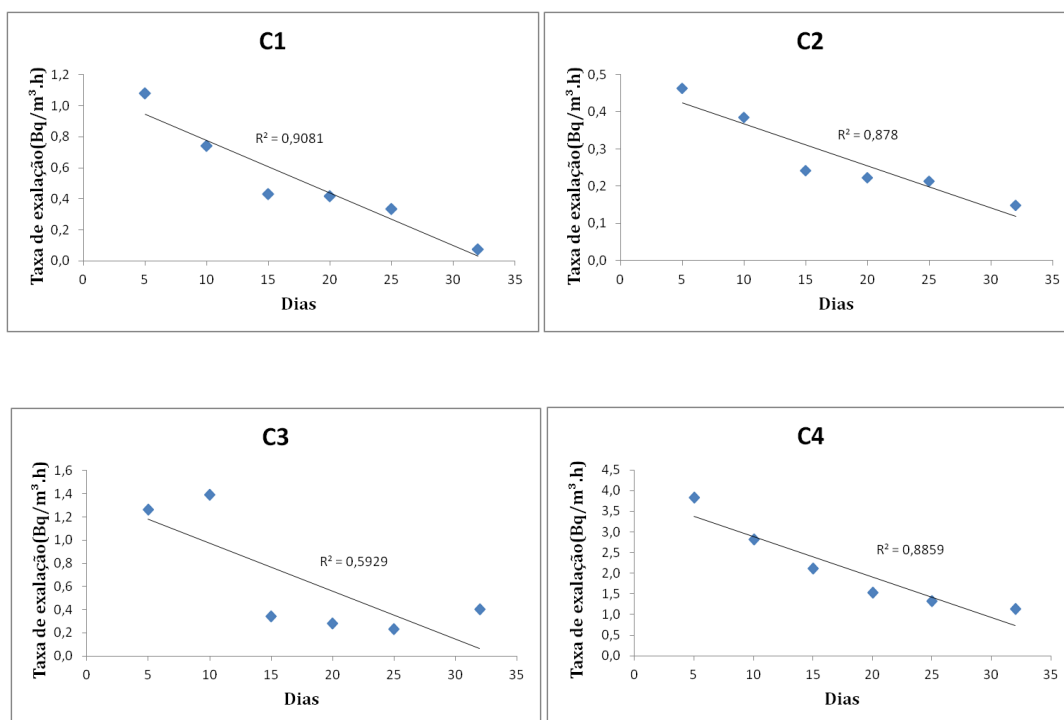 C1
Taxa de exalação(Bq/m³.h)
1,2
1,0
0,8
0,6
0,4
0,2
0,0
R² = 0,9081
0 5 10 15 20 25 30 35
Dias
C2
Taxa de exalação(Bq/m³.h)
0,5
0,4
0,3
0,2
0,1
0,0
R² = 0,878
0 5 10 15 20 25 30 35
Dias
C3
Taxa de exalação(Bq/m³.h)
1,6
1,4
1,2
1,0
0,8
0,6
0,4
0,2
0,0
R² = 0,5929
0 5 10 15 20 25 30 35
Dias
C4
Taxa de exalação(Bq/m³.h)
4,5
4,0
3,5
3,0
2,5
2,0
1,5
1,0
0,5
0,0
R² = 0,8859
0 5 10 15 20 25 30 35
Dias